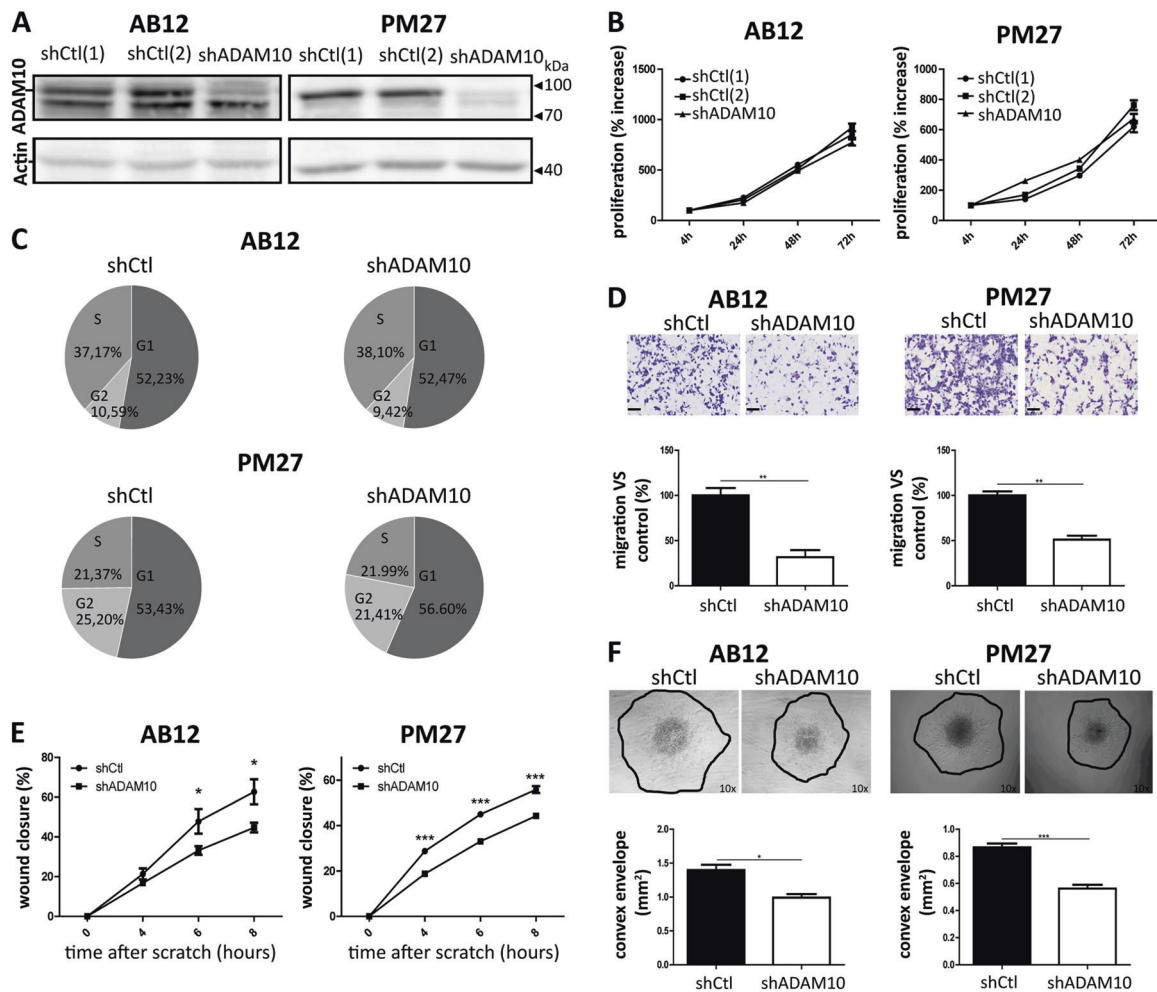 A
AB12
PM27
shCtl(1) shCtl(2) shADAM10
shCtl(1) shCtl(2) shADAM10
kDa
ADAM10
100
70
Actin
40
B
AB12
PM27
proliferation (% increase)
1500
1000
500
0
shCtl(1)
shCtl(2)
shADAM10
4h 24h 48h 72h
proliferation (% increase)
1000
800
600
400
200
0
shCtl(1)
shCtl(2)
shADAM10
4h 24h 48h 72h
C
AB12
shCtl
shADAM10
S
37,17%
G1
52,23%
G2
10,59%
S
38,10%
G1
52,47%
G2
9,42%
PM27
shCtl
shADAM10
S
21,37%
G1
53,43%
G2
25,20%
S
21.99%
G1
56.60%
G2
21,41%
D
AB12
PM27
shCtl shADAM10
shCtl shADAM10
migration VS
control (%)
150
100
50
0
**
shCtl shADAM10
migration VS
control (%)
150
100
50
0
**
shCtl shADAM10
E
AB12
PM27
wound closure (%)
80
60
40
20
0
shCtl
shADAM10
*
*
0 4 6 8
time after scratch (hours)
wound closure (%)
60
40
20
0
shCtl
shADAM10
***
***
***
0 4 6 8
time after scratch (hours)
F
AB12
PM27
shCtl shADAM10
shCtl shADAM10
10x
10x
10x
10x
convex envelope
(mm²)
2.0
1.5
1.0
0.5
0.0
*
shCtl shADAM10
convex envelope
(mm²)
1.0
0.8
0.6
0.4
0.2
0.0
***
shCtl shADAM10